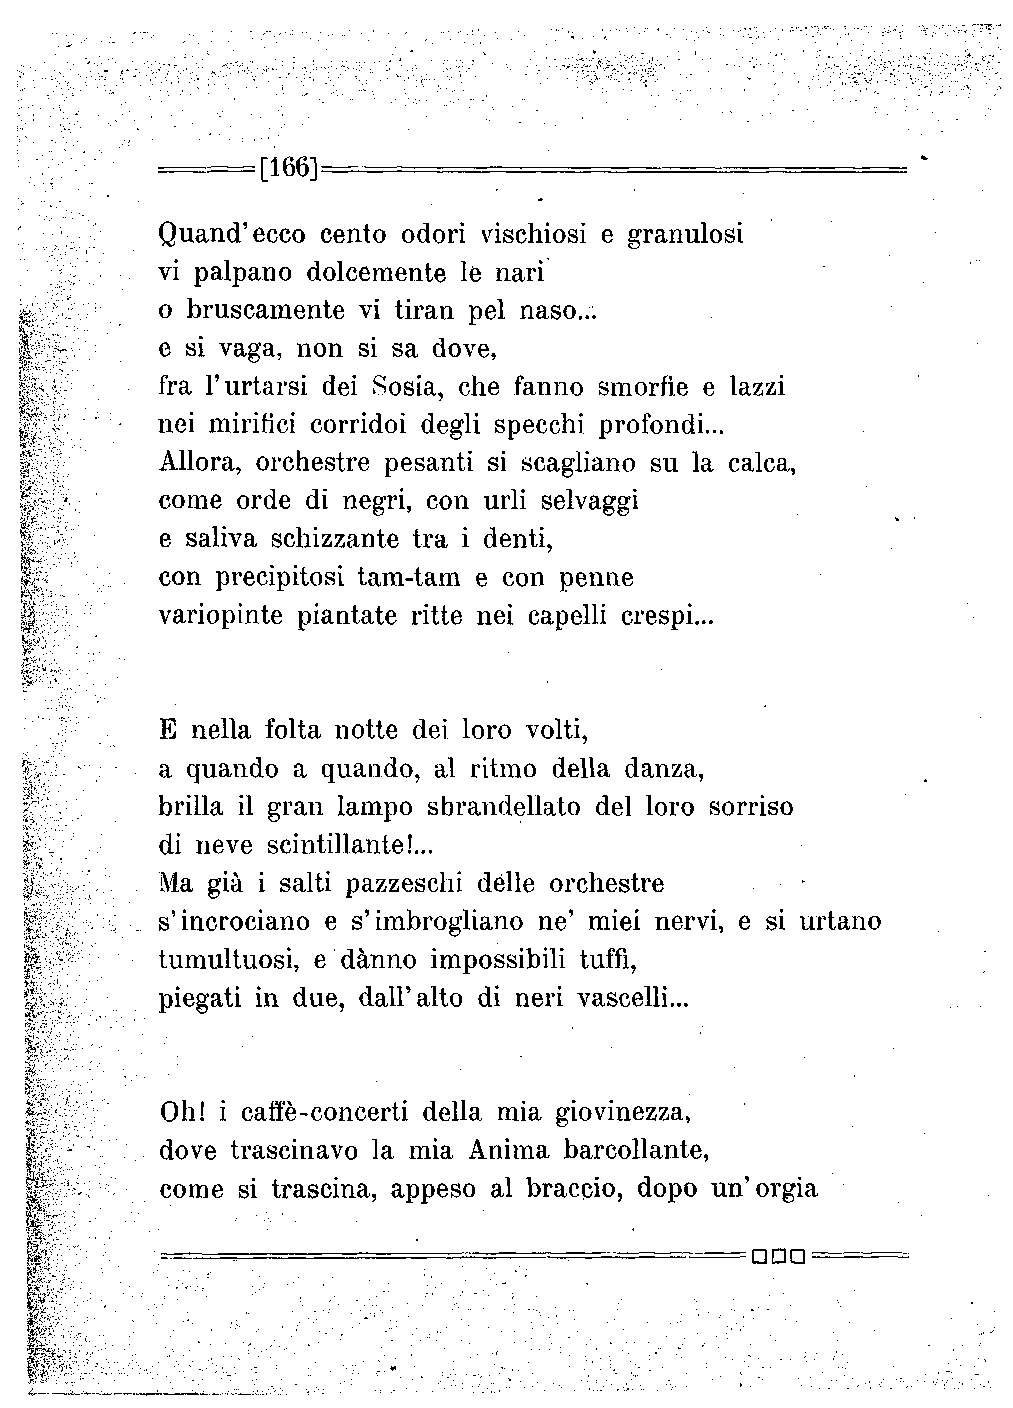 [166]
Quand'ecco cento odori vischiosi e granulosi
vi palpano dolcemente le nari
o bruscamente vi tiran pel naso...
e si vaga, non si sa dove,
fra l'urtarsi dei Sosia, che fanno smorfie e lazzi
nei mirifici corridoi degli specchi profondi...
Allora, orchestre pesanti si scagliano su la calca,
come orde di negri, con urli selvaggi
e saliva schizzante tra i denti,
con precipitosi tam-tam e con penne
variopinte piantate ritte nei capelli crespi...
E nella folta notte dei loro volti,
a quando a quando, al ritmo della danza,
brilla il gran lampo sbrandellato del loro sorriso
di neve scintillante!...
Ma già i salti pazzeschi delle orchestre
s'incrociano e s'imbrogliano ne' miei nervi, e si urtano
tumultuosi, e dànno impossibili tuffi,
piegati in due, dall'alto di neri vascelli...
Oh! i caffè-concerti della mia giovinezza,
dove trascinavo la mia Anima barcollante,
come si trascina, appeso al braccio, dopo un'orgia